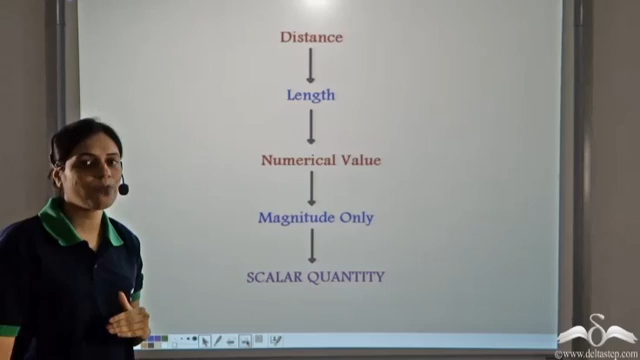 Distance
Length
Numerical Value
Magnitude Only
SCALAR QUANTITY
©www.deltastep.com